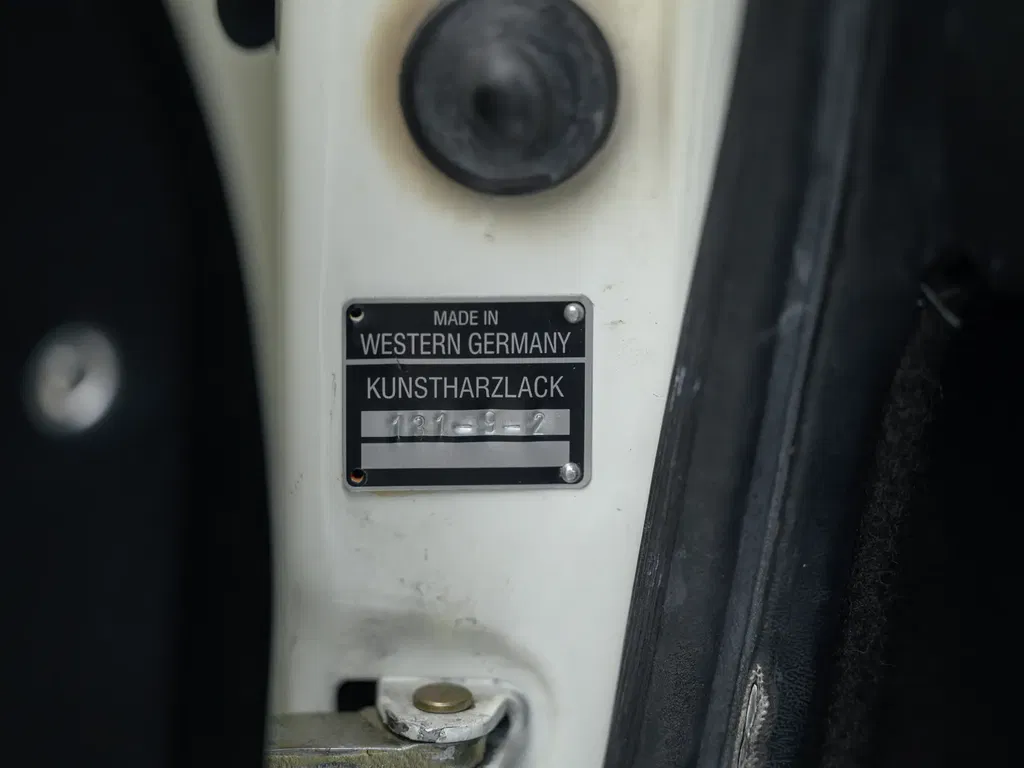 MADE IN
WESTERN GERMANY
KUNSTHARZLACK
131-9-2